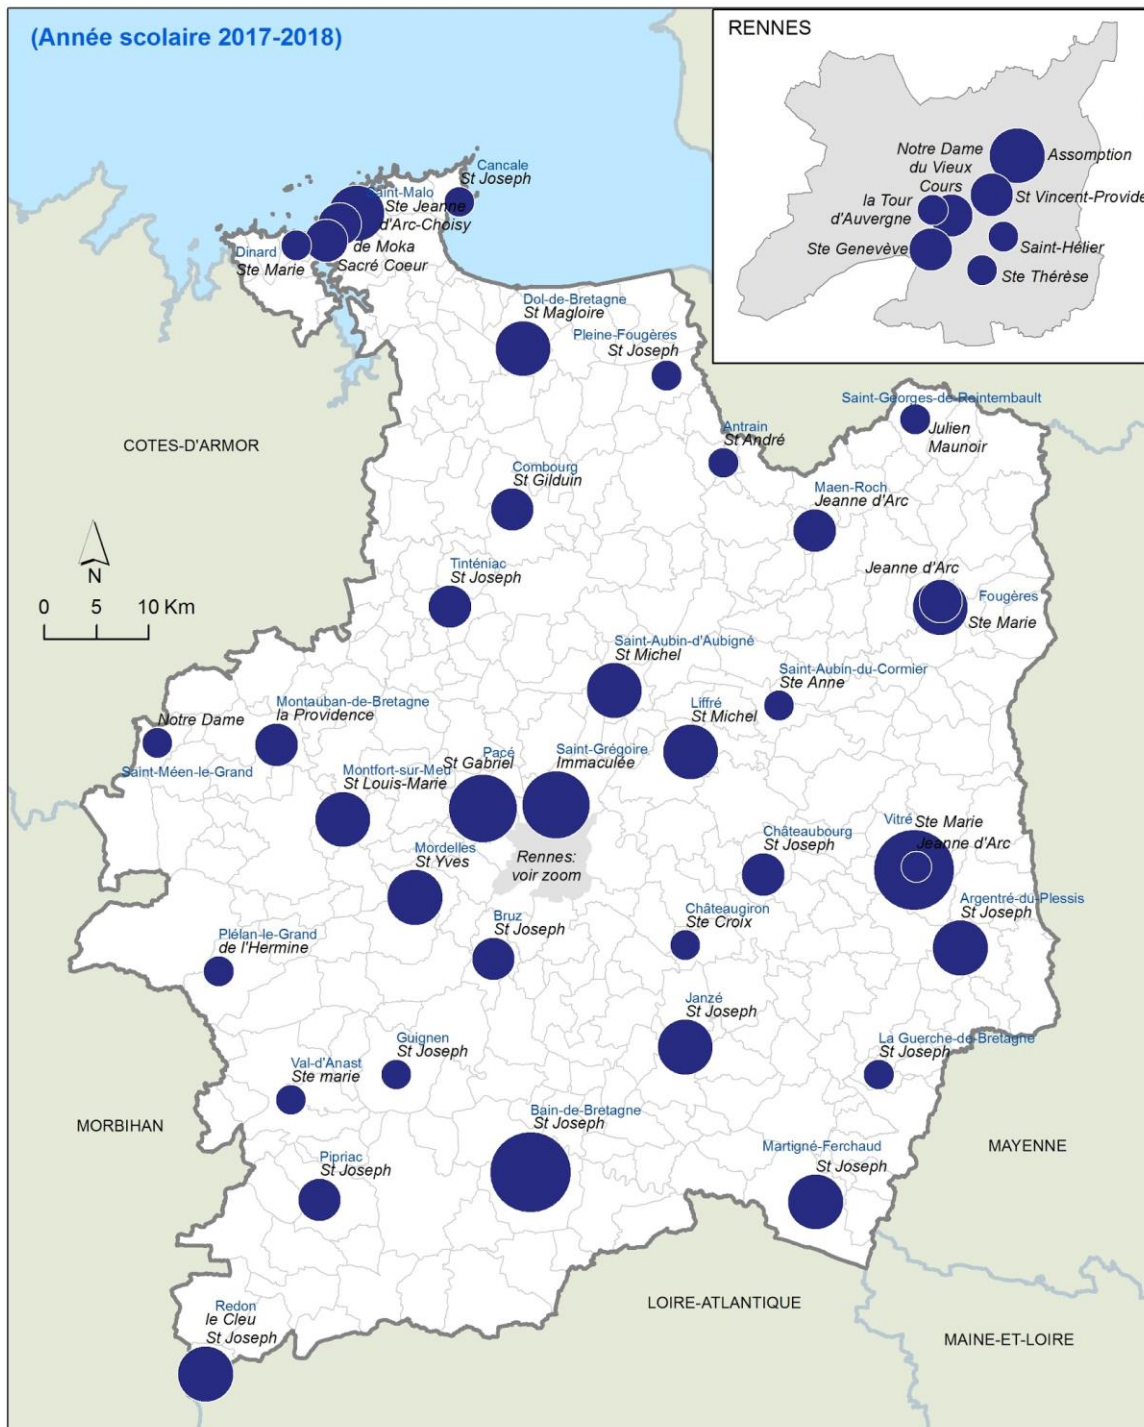 (Année scolaire 2017-2018)
RENNES
Notre Dame
du Vieux
Cours
Assomption
la Tour
d'Auvergne
St Vincent-Provide
Ste Genevève
Saint-Hélier
Ste Thérèse
Cancale
St Joseph
Saint-Malo
Ste Jeanne
d'Arc-Choisy
de Moka
Sacré Coeur
Dinard
Ste Marie
Dol-de-Bretagne
St Magloire
Pleine-Fougères
St Joseph
Saint-Georges-de-Reintembault
Julien
Maunoir
COTES-D'ARMOR
Antrain
St André
Combourg
St Gilduin
Maen-Roch
Jeanne d'Arc
N
0 5 10 Km
Tinténiac
St Joseph
Jeanne d'Arc
Fougères
Ste Marie
Saint-Aubin-d'Aubigné
St Michel
Saint-Aubin-du-Cormier
Ste Anne
Notre Dame
Saint-Méen-le-Grand
Montauban-de-Bretagne
la Providence
Liffré
St Michel
Pacé
St Gabriel
Saint-Grégoire
Immaculée
Montfort-sur-Meu
St Louis-Marie
Rennes:
voir zoom
Mordelles
St Yves
Châteaubourg
St Joseph
Vitré
Ste Marie
Jeanne d'Arc
Argentré-du-Plessis
St Joseph
Plélan-le-Grand
de l'Hermine
Bruz
St Joseph
Châteaugiron
Ste Croix
Janzé
St Joseph
Guignen
St Joseph
Val-d'Anast
Ste marie
La Guerche-de-Bretagne
St Joseph
MORBIHAN
Bain-de-Bretagne
St Joseph
MAYENNE
Pipriac
St Joseph
Martigné-Ferchaud
St Joseph
Redon
le Cleu
St Joseph
LOIRE-ATLANTIQUE
MAINE-ET-LOIRE